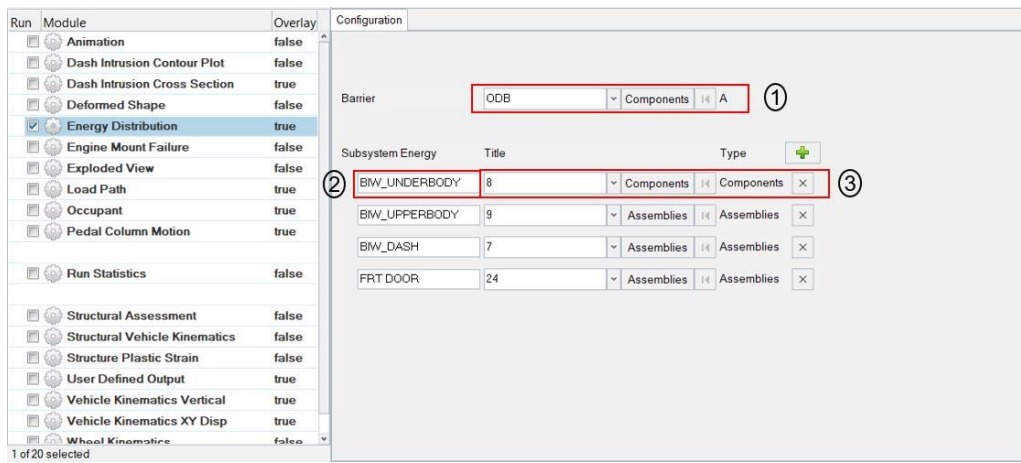 Run Module Overlay
Animation false
Dash Intrusion Contour Plot false
Dash Intrusion Cross Section true
Deformed Shape false
Energy Distribution true
Engine Mount Failure false
Exploded View false
Load Path true
Occupant true
Pedal Column Motion true
Run Statistics false
Structural Assessment false
Structural Vehicle Kinematics false
Structure Plastic Strain false
User Defined Output true
Vehicle Kinematics Vertical true
Vehicle Kinematics XY Disp true
Wheel Kinematics false
1 of 20 selected
Configuration
Barrier ODB Components A ①
Subsystem Energy Title Type
② BIW_UNDERBODY 8 Components Components ③
BIW_UPPERBODY 9 Assemblies Assemblies
BIW_DASH 7 Assemblies Assemblies
FRT DOOR 24 Assemblies Assemblies